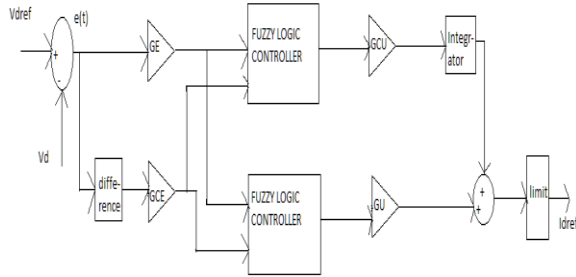 Vdref
e(t)
+
-
Vd
GE
FUZZY LOGIC
CONTROLLER
GCU
Integr-
ator
diffe-
rence
GCE
FUZZY LOGIC
CONTROLLER
GU
+
+
limit
Idref